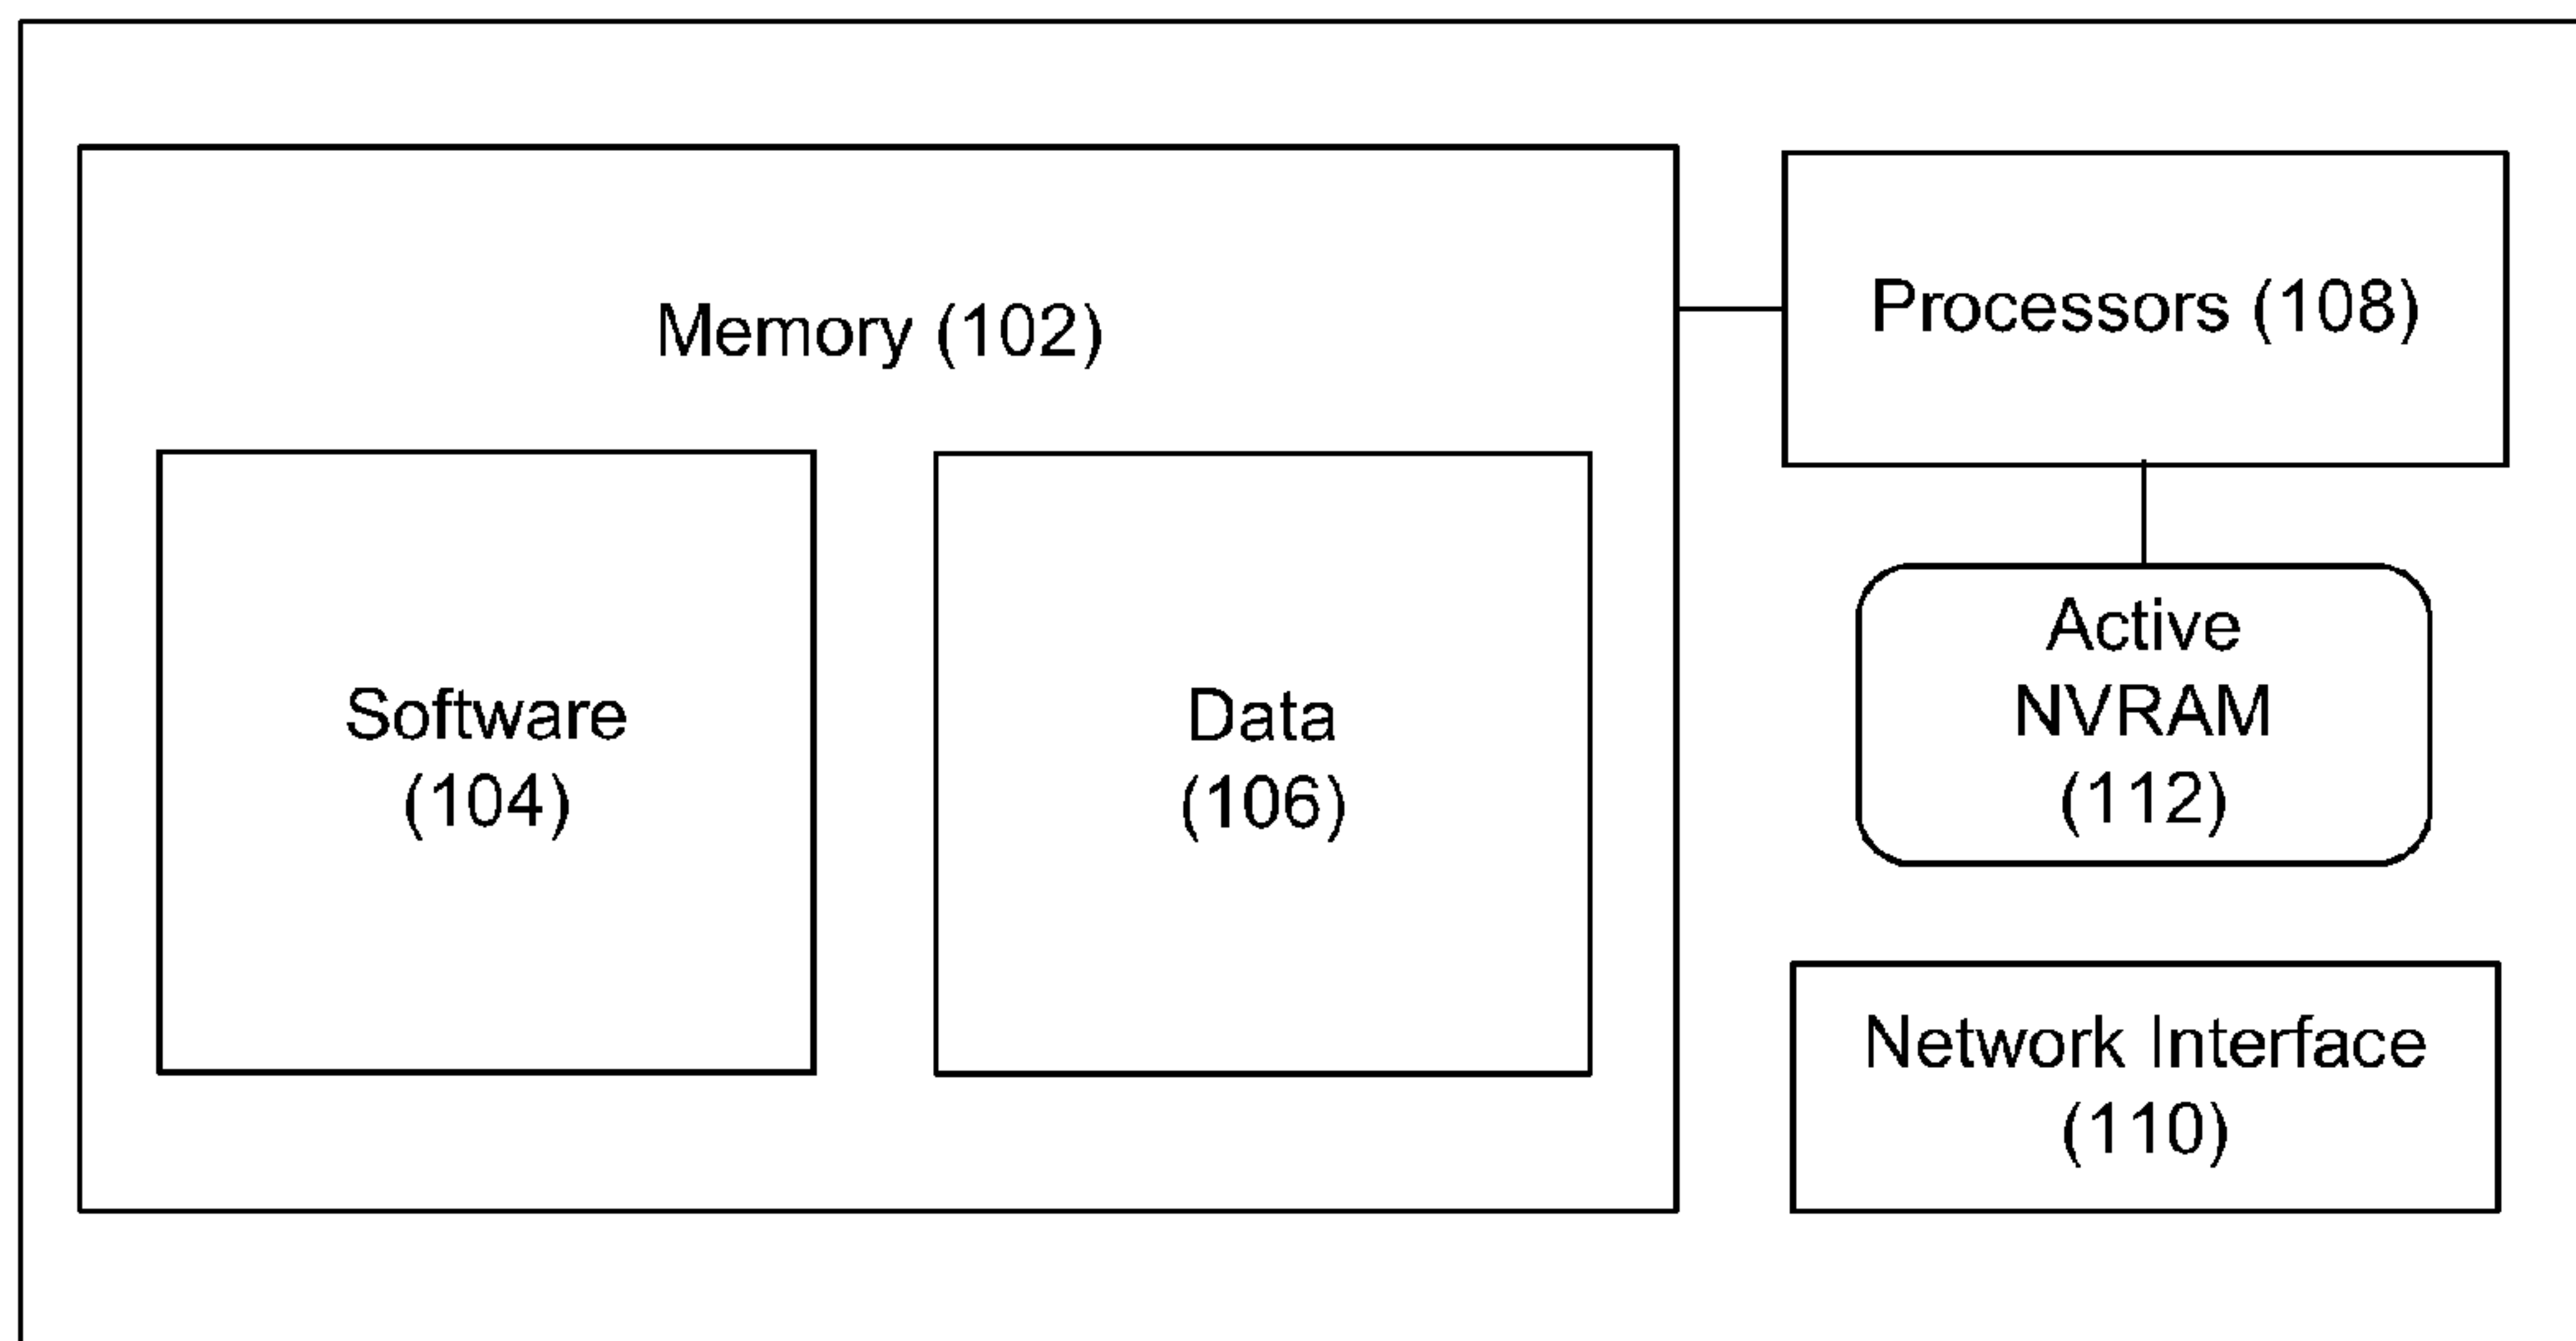 Memory (102)
Processors (108)
Software
(104)
Data
(106)
Active
NVRAM
(112)
Network Interface
(110)